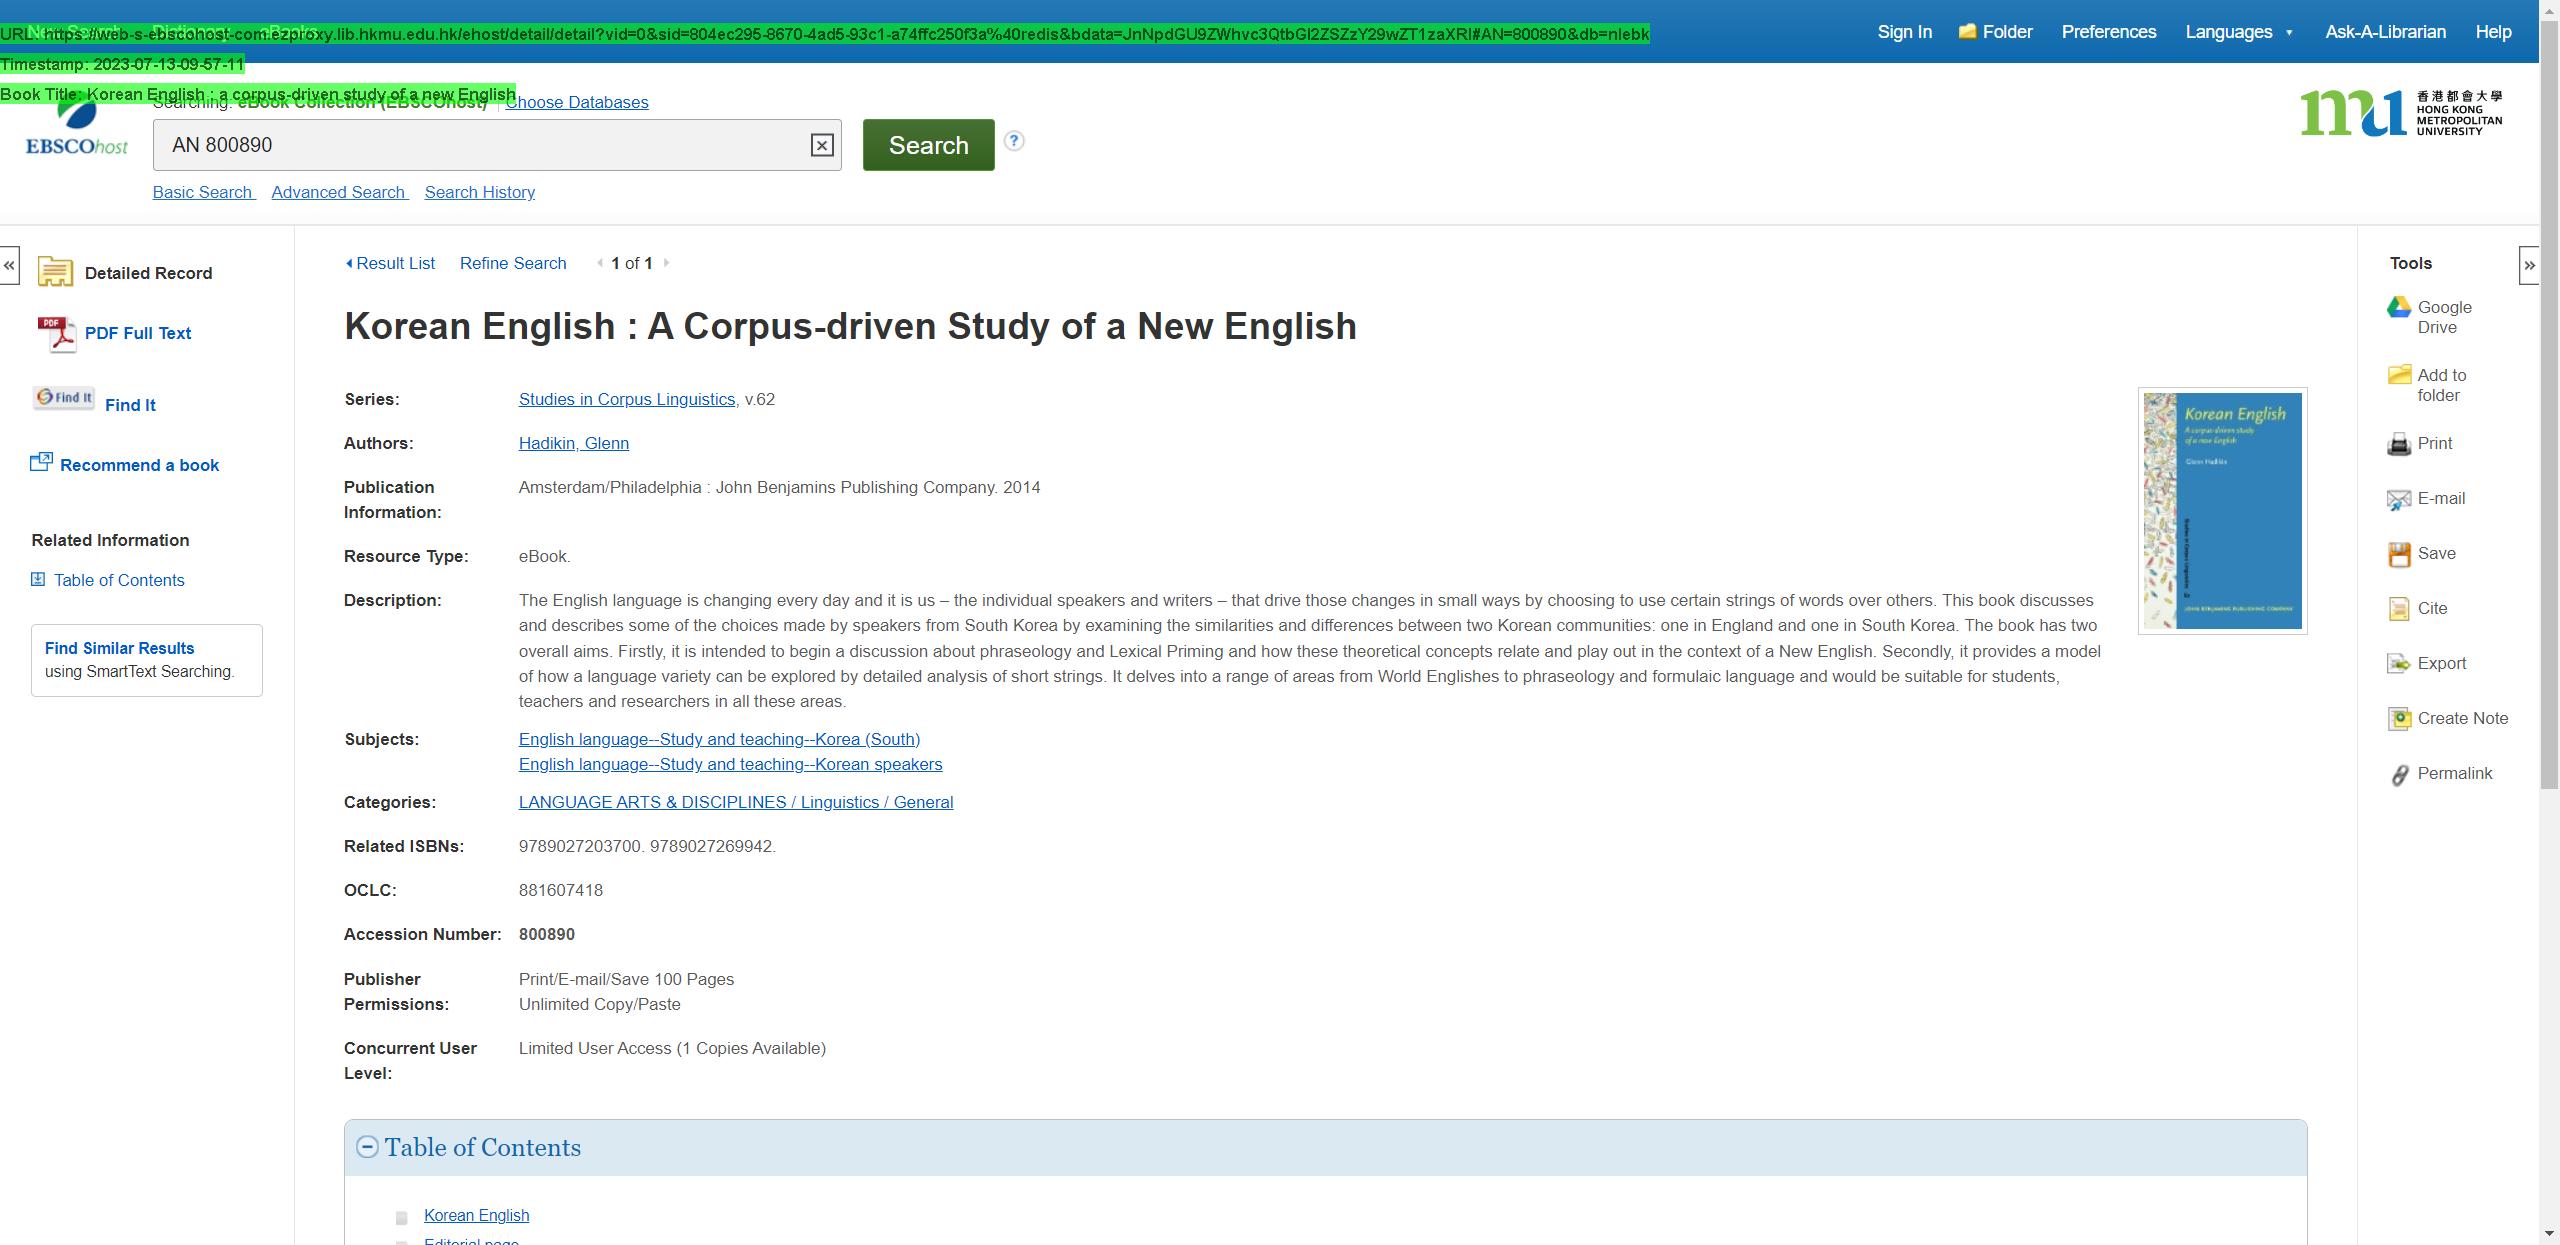 URL: https://web-s-ebscohost-com.ezproxy.lib.hkmu.edu.hk/ehost/detail/detail?vid=0&sid=804ec295-8670-4ad5-93c1-a74ffc250f3a%40redis&bdata=JnNpdGU9ZWhvc3QtbGl2ZSZzY29wZT1zaXRl#AN=800890&db=nlebk
Sign In Folder Preferences Languages Ask-A-Librarian Help
Timestamp: 2023-07-13-09-57-11
Book Title: Korean English : a corpus-driven study of a new English
Searching: eBook Collection (EBSCOhost) Choose Databases
EBSCOhost
AN 800890
Search
?
Basic Search Advanced Search Search History
mu
香港都會大學
HONG KONG
METROPOLITAN
UNIVERSITY
«
Detailed Record
PDF PDF Full Text
Find It Find It
Recommend a book
Related Information
Table of Contents
Find Similar Results
using SmartText Searching.
Result List Refine Search 1 of 1
Korean English : A Corpus-driven Study of a New English
Series: Studies in Corpus Linguistics, v.62
Authors: Hadikin, Glenn
Publication Information: Amsterdam/Philadelphia : John Benjamins Publishing Company. 2014
Resource Type: eBook.
Description: The English language is changing every day and it is us – the individual speakers and writers – that drive those changes in small ways by choosing to use certain strings of words over others. This book discusses
and describes some of the choices made by speakers from South Korea by examining the similarities and differences between two Korean communities: one in England and one in South Korea. The book has two
overall aims. Firstly, it is intended to begin a discussion about phraseology and Lexical Priming and how these theoretical concepts relate and play out in the context of a New English. Secondly, it provides a model
of how a language variety can be explored by detailed analysis of short strings. It delves into a range of areas from World Englishes to phraseology and formulaic language and would be suitable for students,
teachers and researchers in all these areas.
Subjects: English language--Study and teaching--Korea (South)
English language--Study and teaching--Korean speakers
Categories: LANGUAGE ARTS & DISCIPLINES / Linguistics / General
Related ISBNs: 9789027203700. 9789027269942.
OCLC: 881607418
Accession Number: 800890
Publisher Permissions: Print/E-mail/Save 100 Pages
Unlimited Copy/Paste
Concurrent User Level: Limited User Access (1 Copies Available)
Korean English
A corpus-driven study
of a new English
Glenn Hadikin
Studies in Corpus Linguistics
JOHN BENJAMINS PUBLISHING COMPANY
Table of Contents
Korean English
Editorial page
Tools
»
Google
Drive
Add to
folder
Print
E-mail
Save
Cite
Export
Create Note
Permalink